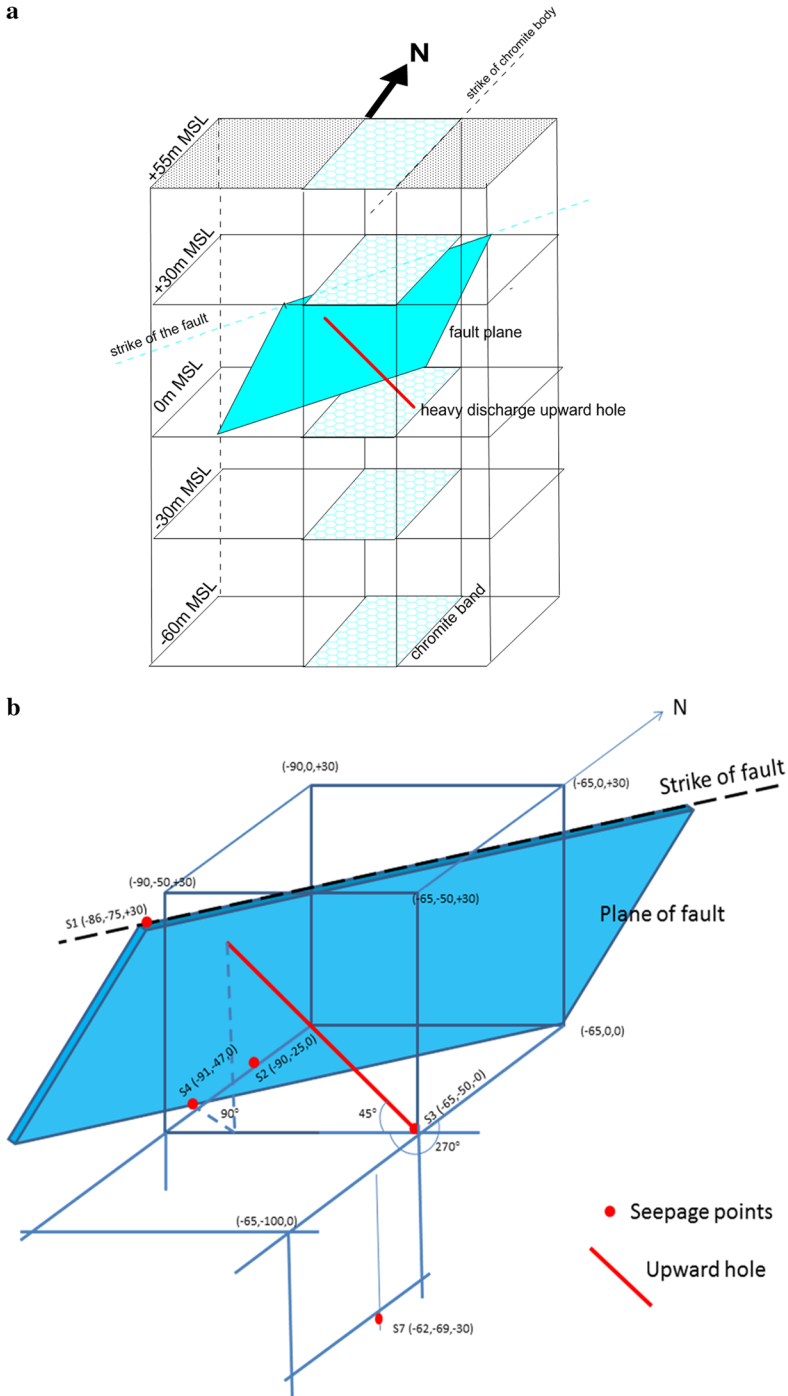 a
N
strike of chromite body
+55m MSL
+30m MSL
strike of the fault
fault plane
0m MSL
heavy discharge upward hole
-30m MSL
-60m MSL
chromite band
b
N
(-90,0,+30)
(-65,0,+30)
Strike of fault
(-90,-50,+30)
(-65,-50,+30)
S1 (-86,-75,+30)
Plane of fault
(-65,0,0)
S4 (-91,-47,0)
S2 (-90,-25,0)
S3 (-65,-50,-0)
90°
45°
270°
(-65,-100,0)
Seepage points
Upward hole
S7 (-62,-69,-30)